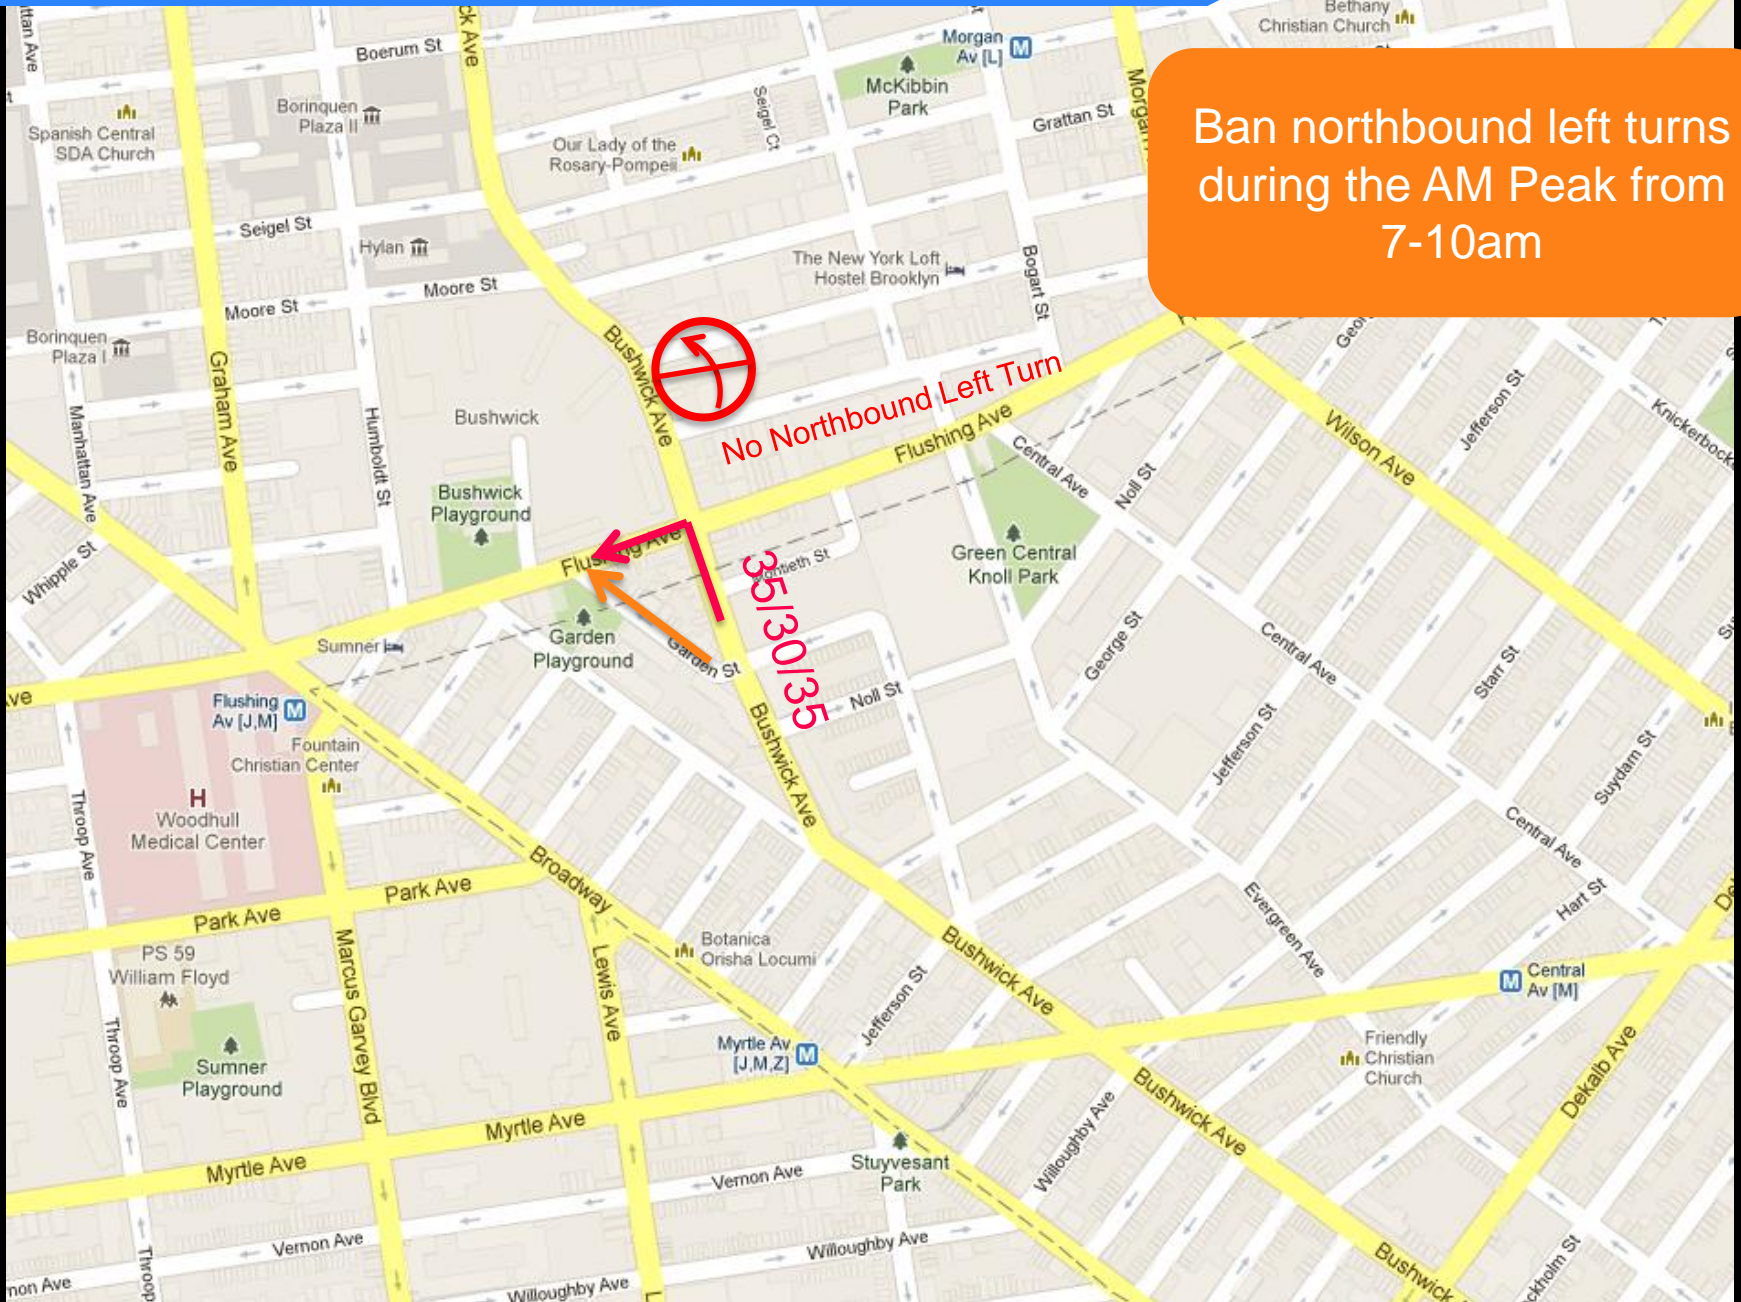 Bethany
Christian Church
Boerum St
Morgan
Av [L]
M
McKibbin
Park
Borinquen
Plaza II
Spanish Central
SDA Church
Seigel Ct
Grattan St
Our Lady of the
Rosary-Pompeii
Ban northbound left turns
during the AM Peak from
7-10am
Seigel St
Hylan
The New York Loft
Hostel Brooklyn
Bogart St
Moore St
Moore St
Borinquen
Plaza I
Graham Ave
Manhattan Ave
Humboldt St
Bushwick
Bushwick Ave
No Northbound Left Turn
Flushing Ave
Central Ave
Noll St
Jefferson St
Wilson Ave
Bushwick
Playground
Whipple St
Flushing Ave
Montieth St
35/30/35
Green Central
Knoll Park
Garden
Playground
Garden St
Sumner
George St
Central Ave
Starr St
Noll St
Flushing
Av [J,M]
M
Fountain
Christian Center
Bushwick Ave
Jefferson St
Suydam St
H
Woodhull
Medical Center
Throop Ave
Broadway
Central Ave
Park Ave
Park Ave
Hart St
Evergreen Ave
PS 59
William Floyd
Marcus Garvey Blvd
Lewis Ave
Botanica
Orisha Locumi
Bushwick Ave
Jefferson St
M
Central
Av [M]
Throop Ave
Sumner
Playground
Myrtle Av
[J,M,Z]
M
Friendly
Christian
Church
Dekalb Ave
Bushwick Ave
Willoughby Ave
Myrtle Ave
Myrtle Ave
Stuyvesant
Park
Vernon Ave
Vernon Ave
Willoughby Ave
Willoughby Ave
Throop
Bushwick